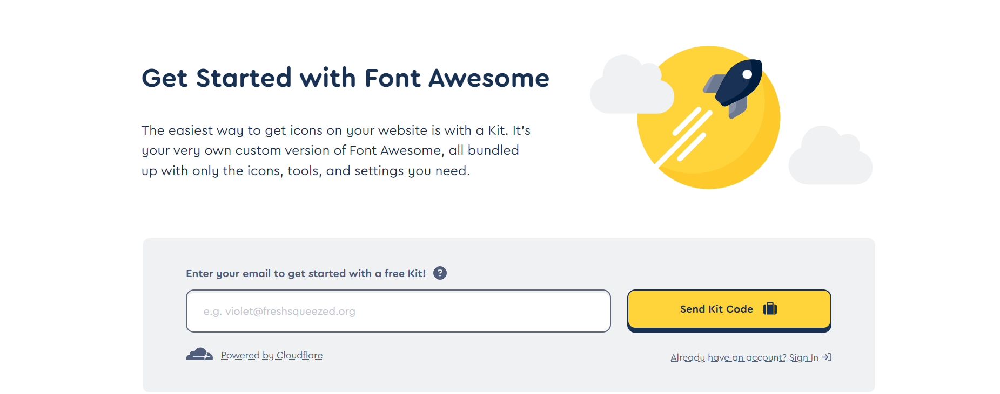 Get Started with Font Awesome
The easiest way to get icons on your website is with a Kit. It's
your very own custom version of Font Awesome, all bundled
up with only the icons, tools, and settings you need.
Enter your email to get started with a free Kit! ?
e.g. violet@freshsqueezed.org
Send Kit Code
Powered by Cloudflare
Already have an account? Sign In